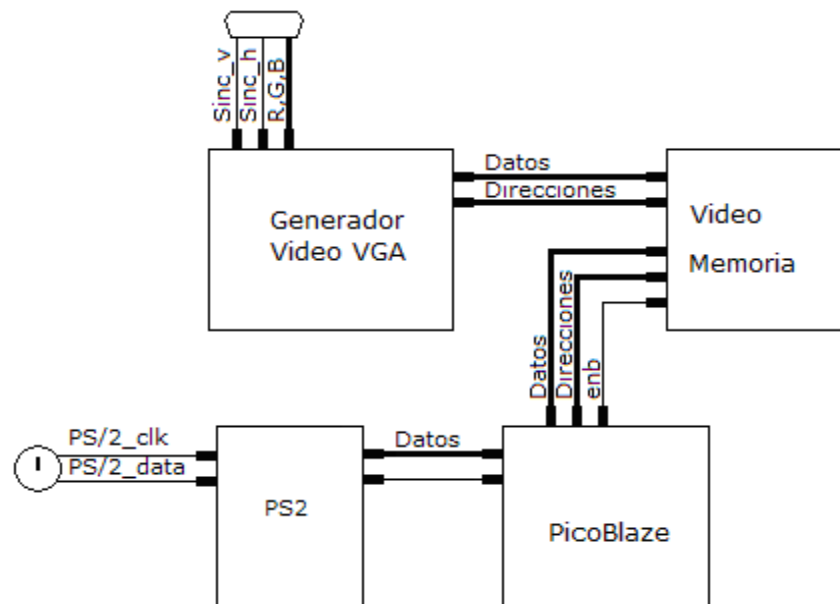 Sinc_v
Sinc_h
R,G,B
Generador
Video VGA
Datos
Direcciones
Video
Memoria
Datos
Direcciones
enb
PS/2_clk
PS/2_data
PS2
Datos
PicoBlaze